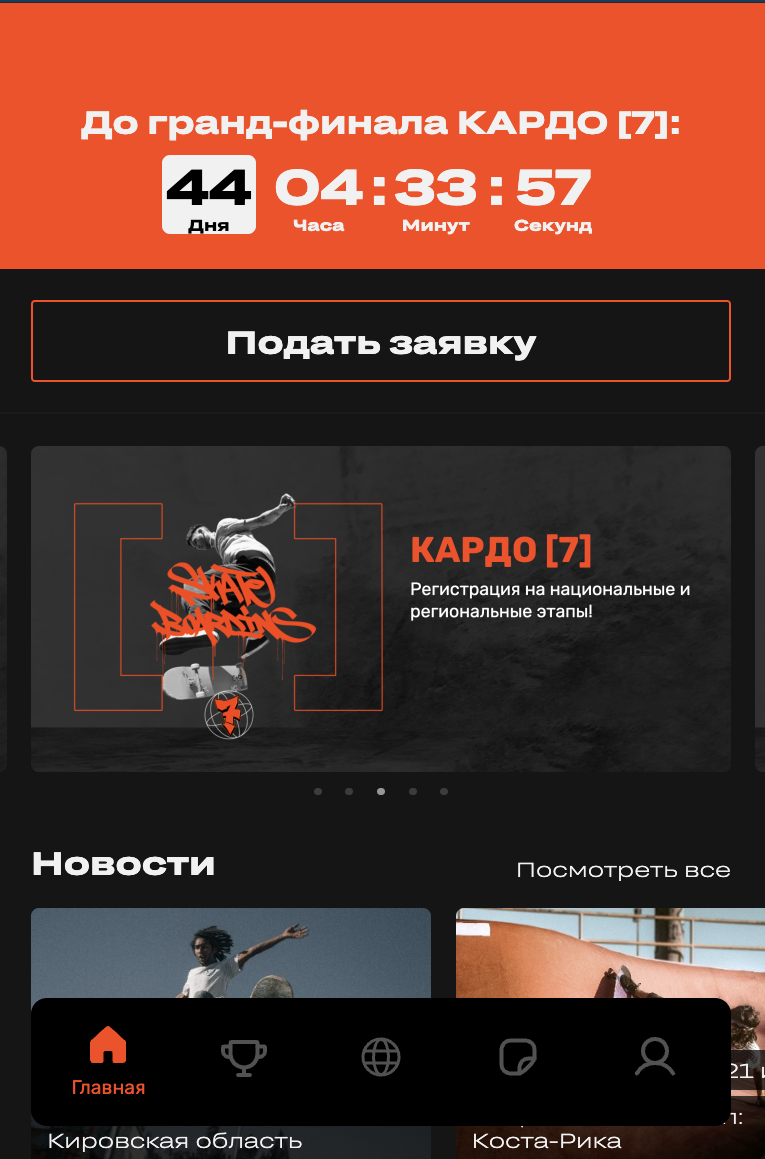 До гранд-финала КАРДО [7]:
44 04 : 33 : 57
Дня Часа Минут Секунд
Подать заявку
SKATE
BOARDING
7
КАРДО [7]
Регистрация на национальные и
региональные этапы!
Новости
Посмотреть все
Главная
21
Кировская область
Коста-Рика